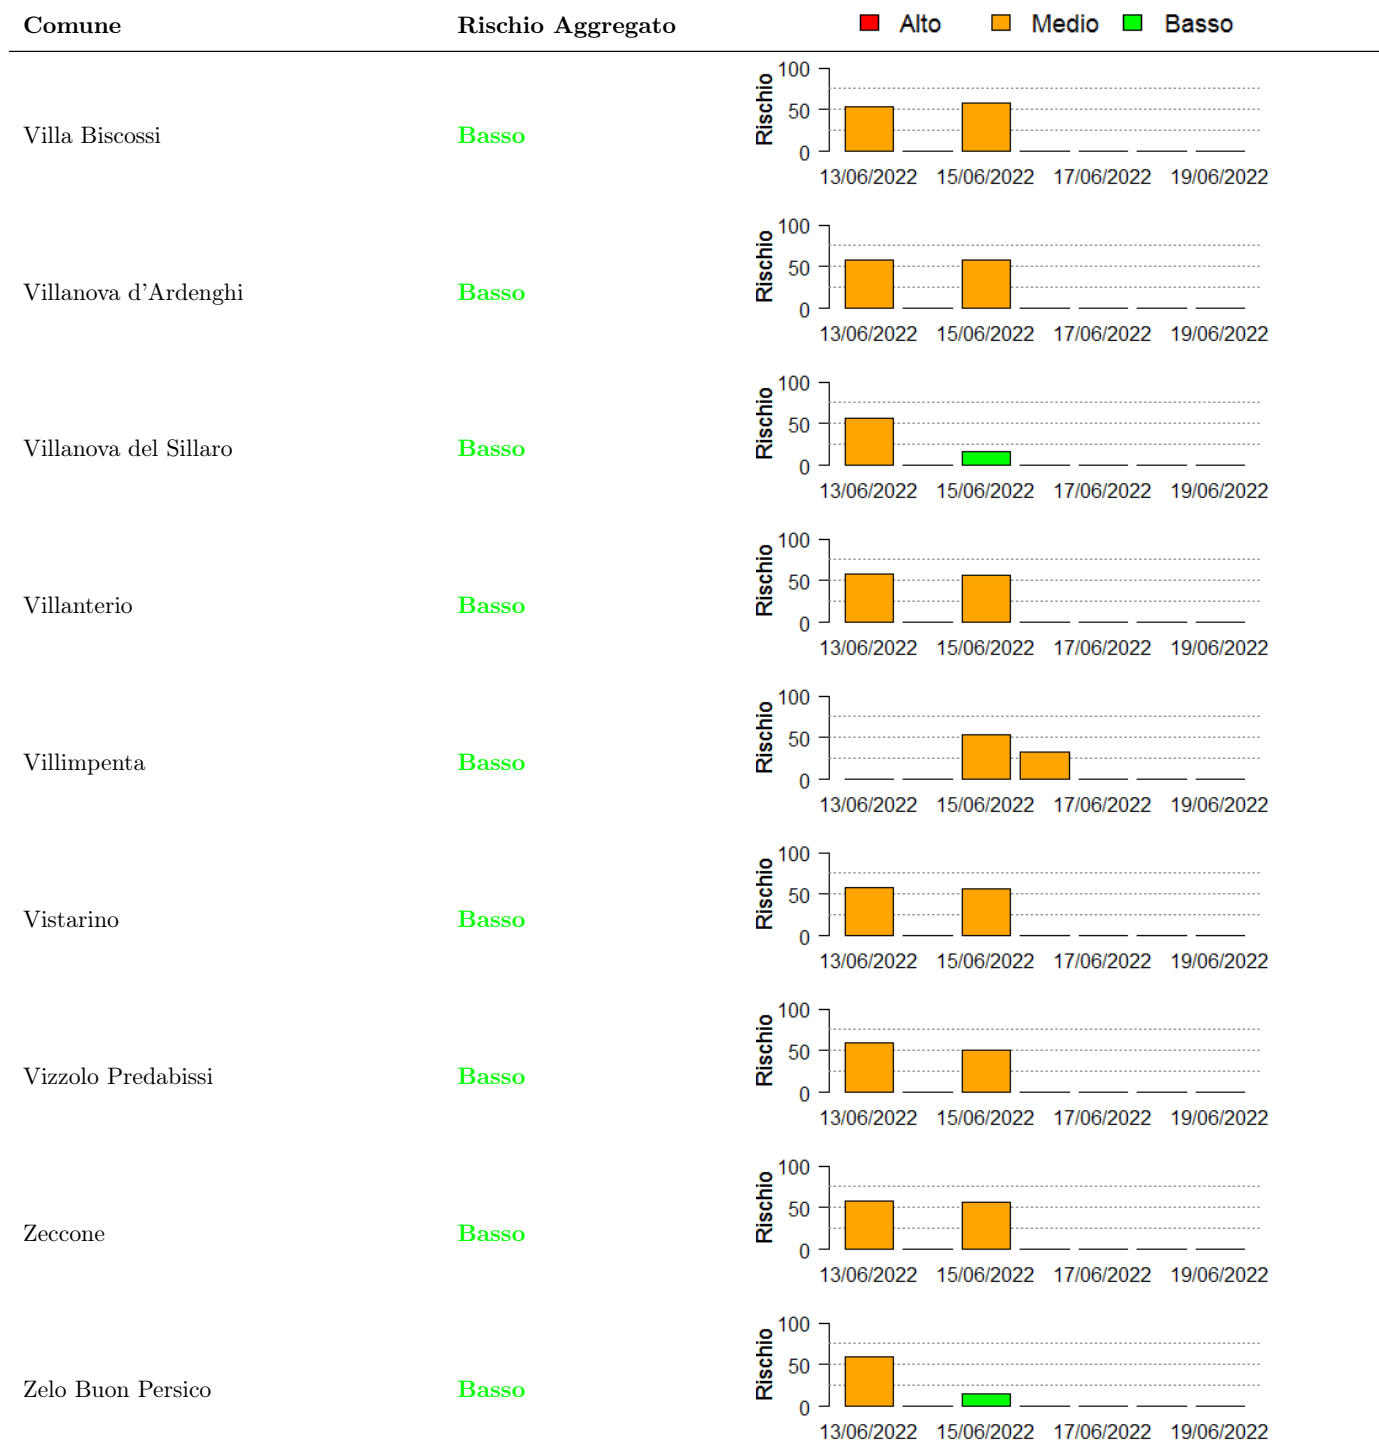 Comune Rischio Aggregato Alto Medio Basso
100
50
0
Rischio
Villa Biscossi Basso
13/06/2022 15/06/2022 17/06/2022 19/06/2022
100
50
0
Rischio
Villanova d'Ardenghi Basso
13/06/2022 15/06/2022 17/06/2022 19/06/2022
100
50
0
Rischio
Villanova del Sillaro Basso
13/06/2022 15/06/2022 17/06/2022 19/06/2022
100
50
0
Rischio
Villanterio Basso
13/06/2022 15/06/2022 17/06/2022 19/06/2022
100
50
0
Rischio
Villimpenta Basso
13/06/2022 15/06/2022 17/06/2022 19/06/2022
100
50
0
Rischio
Vistarino Basso
13/06/2022 15/06/2022 17/06/2022 19/06/2022
100
50
0
Rischio
Vizzolo Predabissi Basso
13/06/2022 15/06/2022 17/06/2022 19/06/2022
100
50
0
Rischio
Zeccone Basso
13/06/2022 15/06/2022 17/06/2022 19/06/2022
100
50
0
Rischio
Zelo Buon Persico Basso
13/06/2022 15/06/2022 17/06/2022 19/06/2022